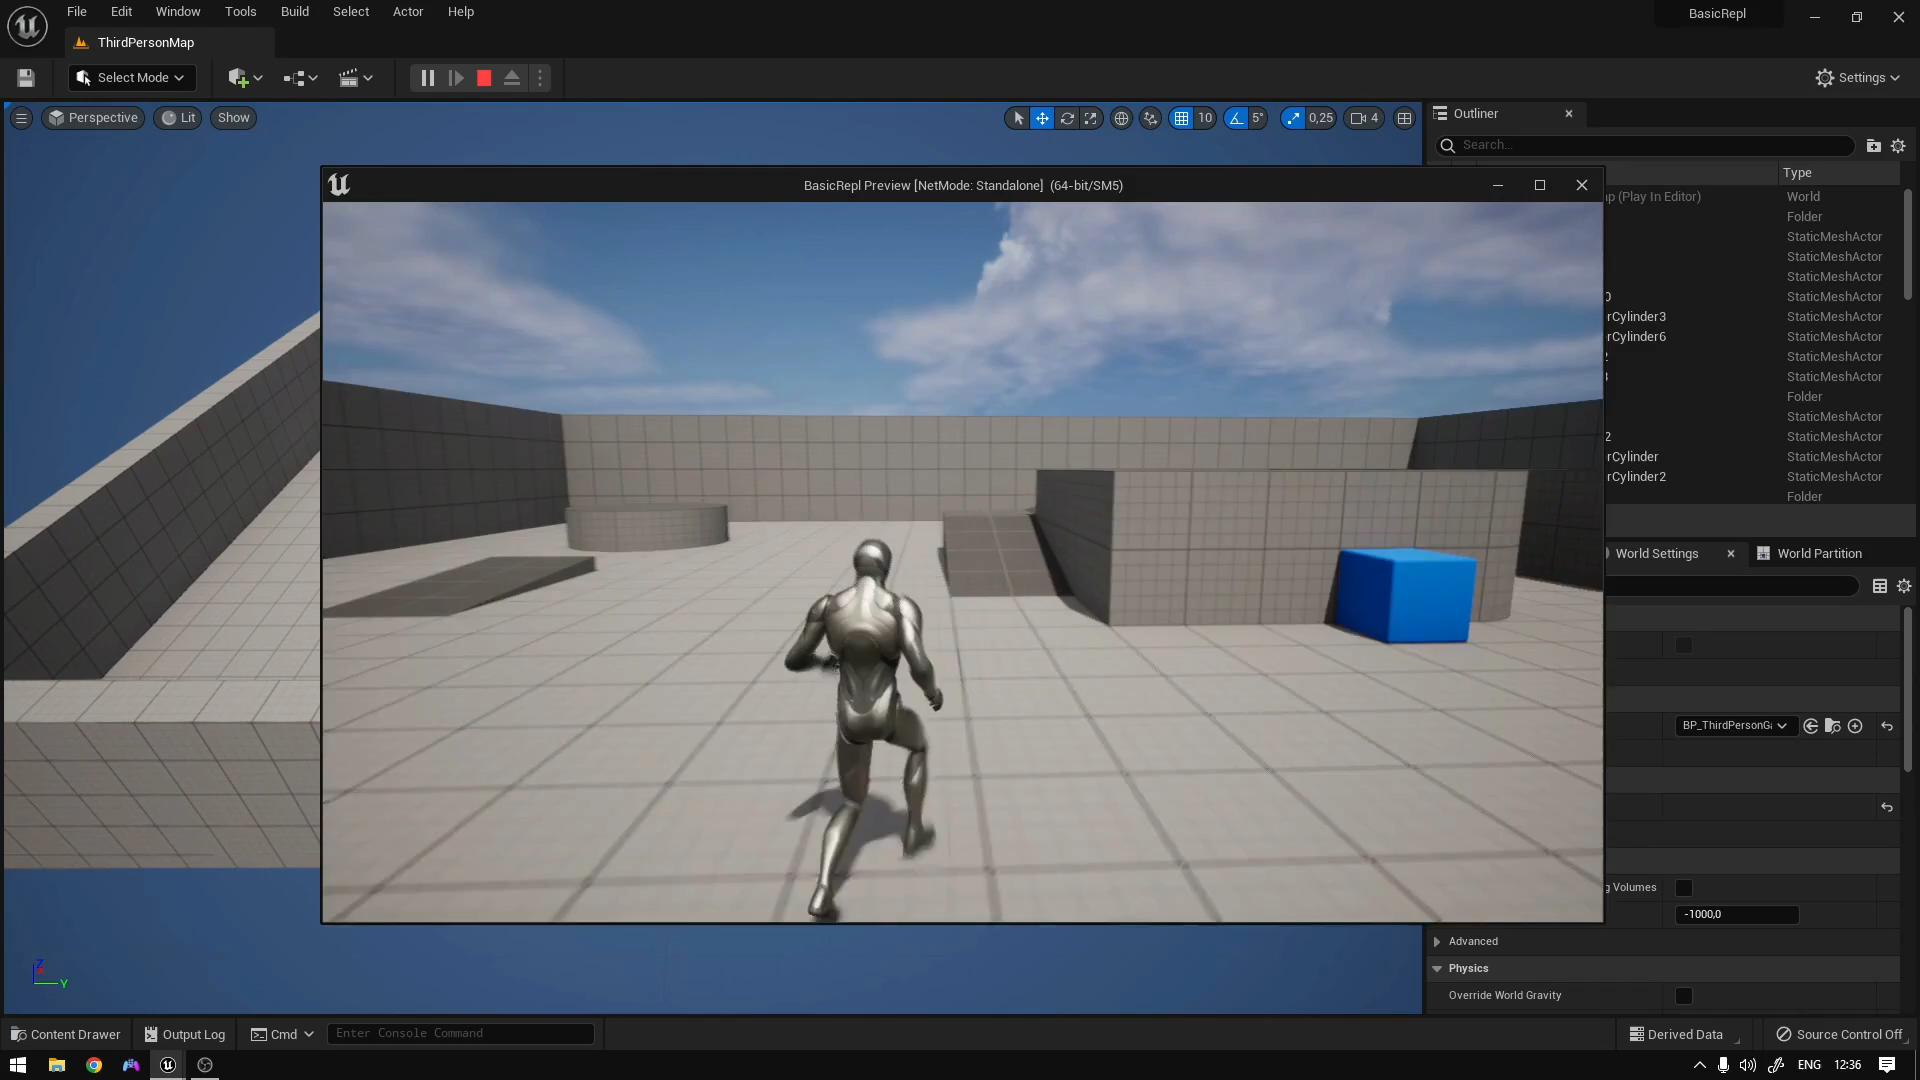 File Edit Window Tools Build Select Actor Help
BasicRepl
ThirdPersonMap
Select Mode
Settings
Perspective Lit Show
10 5° 0,25 4
Outliner
Search...
Type
BasicRepl Preview [NetMode: Standalone] (64-bit/SM5)
(Play In Editor) World
Folder
StaticMeshActor
StaticMeshActor
StaticMeshActor
0 StaticMeshActor
rCylinder3 StaticMeshActor
rCylinder6 StaticMeshActor
2 StaticMeshActor
StaticMeshActor
Folder
StaticMeshActor
2 StaticMeshActor
rCylinder StaticMeshActor
rCylinder2 StaticMeshActor
Folder
World Settings World Partition
BP_ThirdPersonGa
g Volumes
-1000,0
Advanced
Physics
Override World Gravity
Z
Y
Content Drawer Output Log Cmd Enter Console Command Derived Data Source Control Off
ENG 12:36